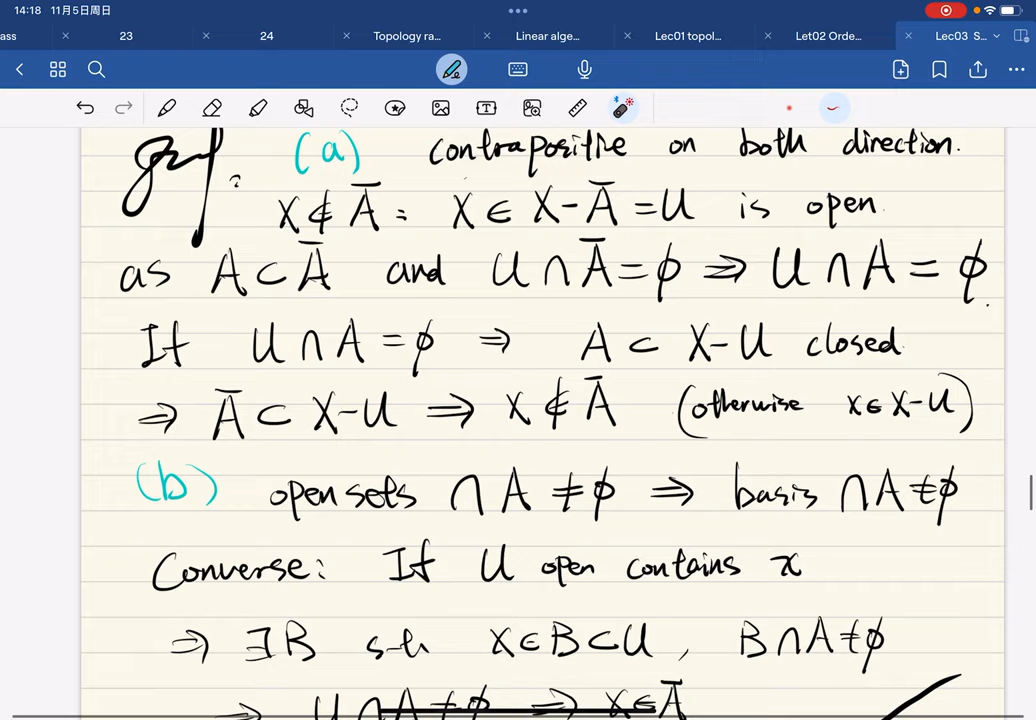 14:18 11月5日周日
ass 23 24 Topology ra... Linear alge... Lec01 topol... Let02 Orde... Lec03 S...
(a) contrapositive on both direction.
x ∉ Ā : x ∈ X - Ā = U is open
as A ⊂ Ā and U ∩ Ā = ϕ ⇒ U ∩ A = ϕ.
If U ∩ A = ϕ ⇒ A ⊂ X - U closed
⇒ Ā ⊂ X - U ⇒ x ∉ Ā (otherwise x ∈ X - U)
(b) open sets ∩ A ≠ ϕ ⇒ basis ∩ A ≠ ϕ
Converse: If U open contains x
⇒ ∃ B s.th x ∈ B ⊂ U, B ∩ A ≠ ϕ
⇒ U ∩ A ≠ ϕ ⇒ x ∈ Ā